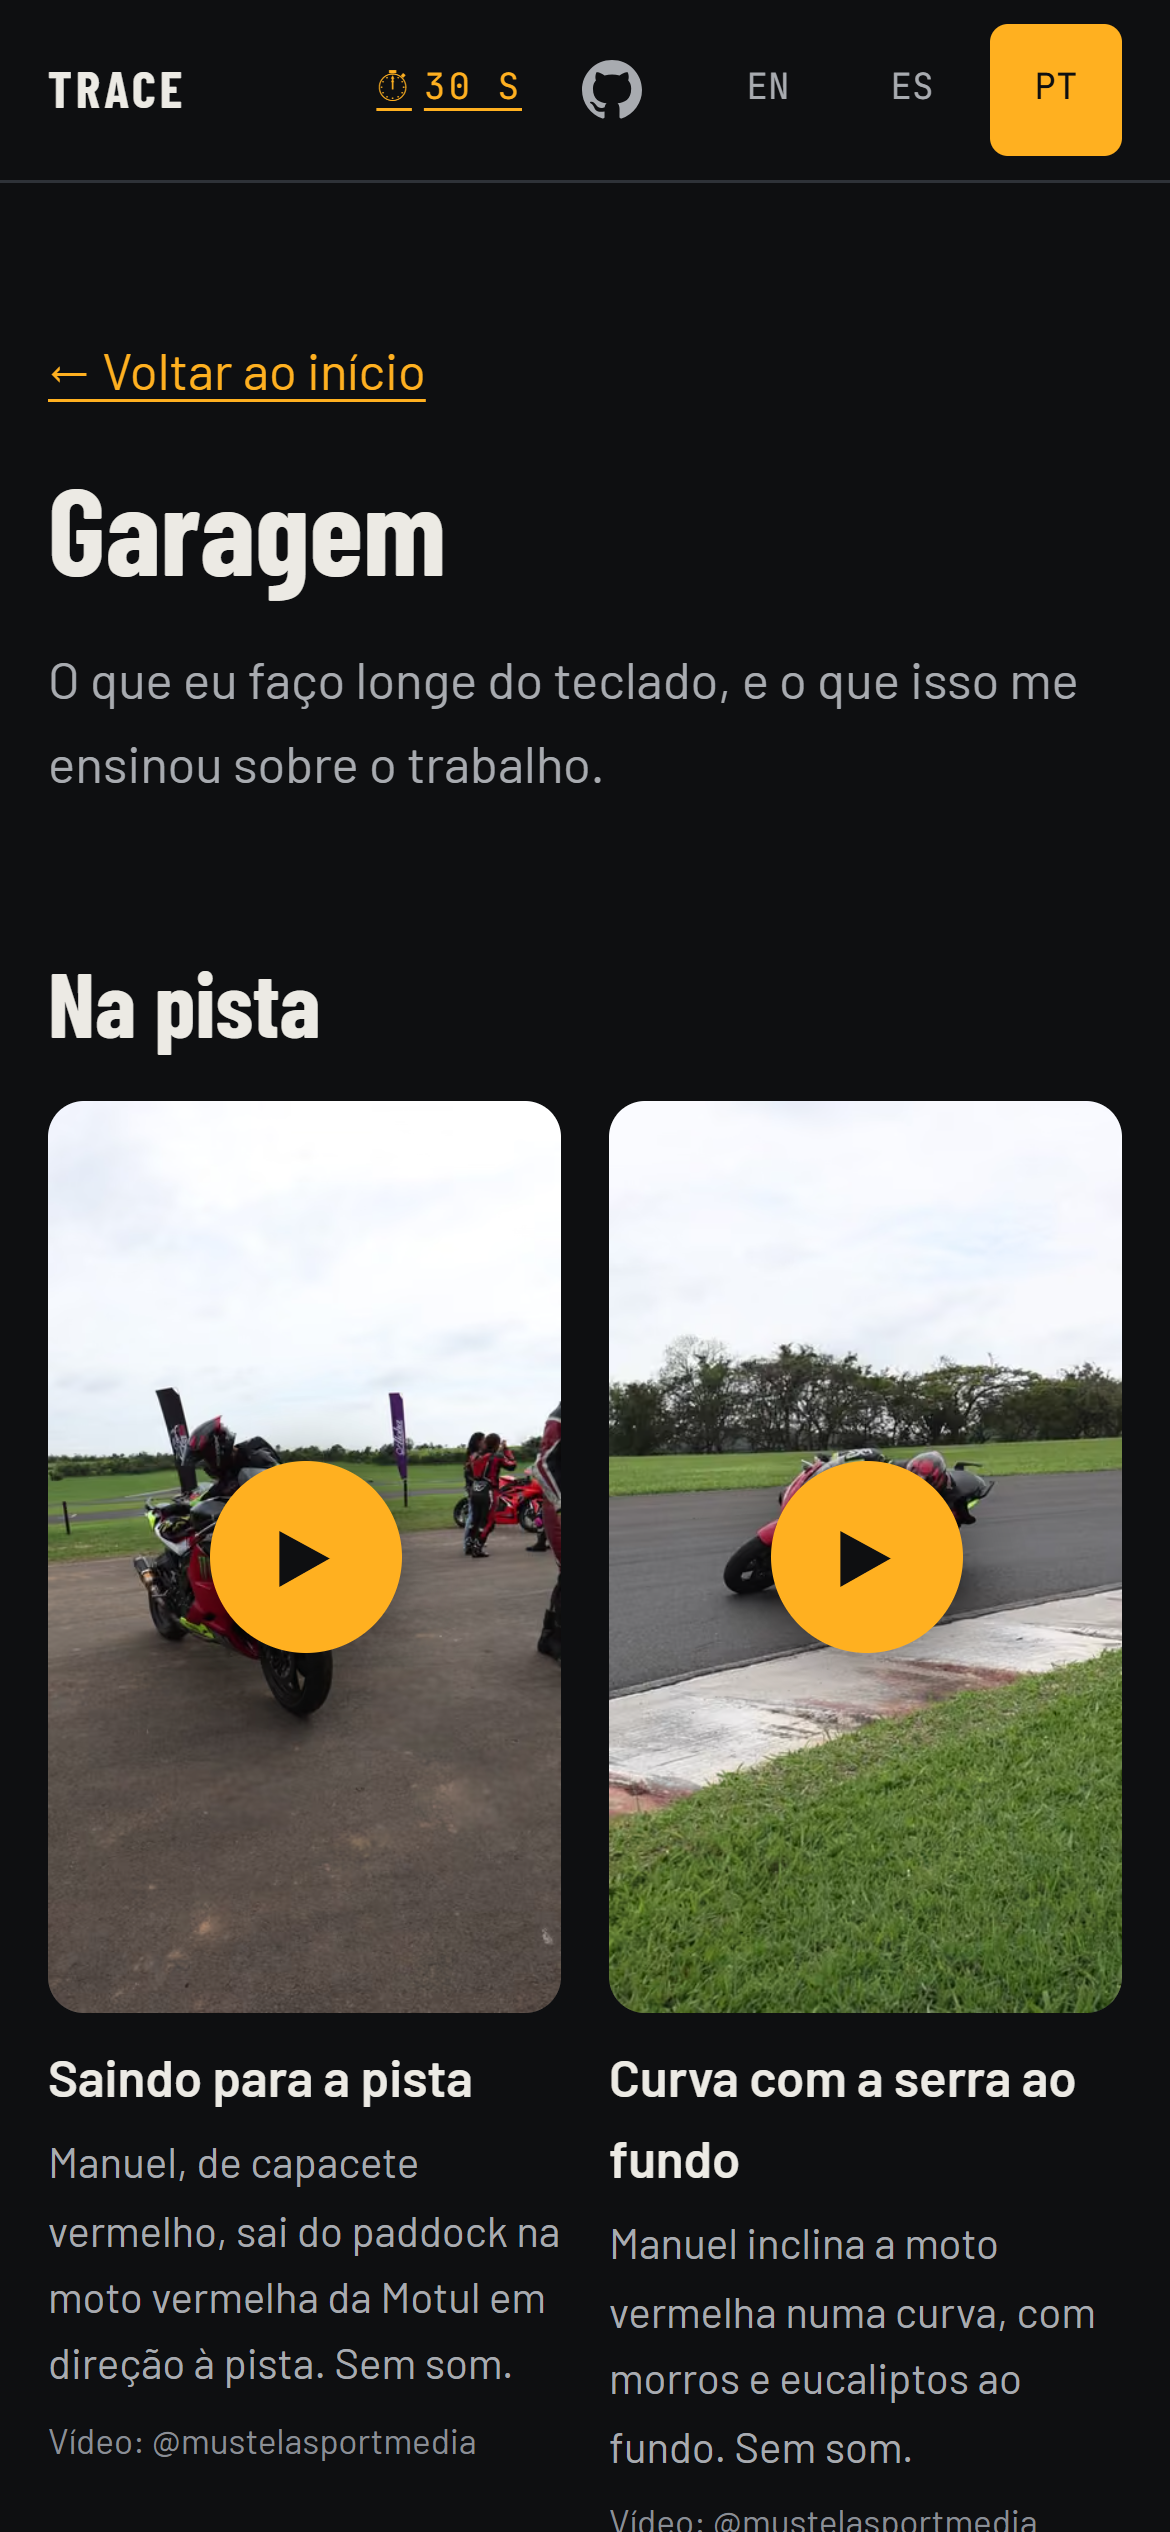 TRACE
⏱ 30 S
EN
ES
PT
← Voltar ao início
Garagem
O que eu faço longe do teclado, e o que isso me
ensinou sobre o trabalho.
Na pista
Saindo para a pista
Manuel, de capacete
vermelho, sai do paddock na
moto vermelha da Motul em
direção à pista. Sem som.
Vídeo: @mustelasportmedia
Curva com a serra ao
fundo
Manuel inclina a moto
vermelha numa curva, com
morros e eucaliptos ao
fundo. Sem som.
Vídeo: @mustelasportmedia